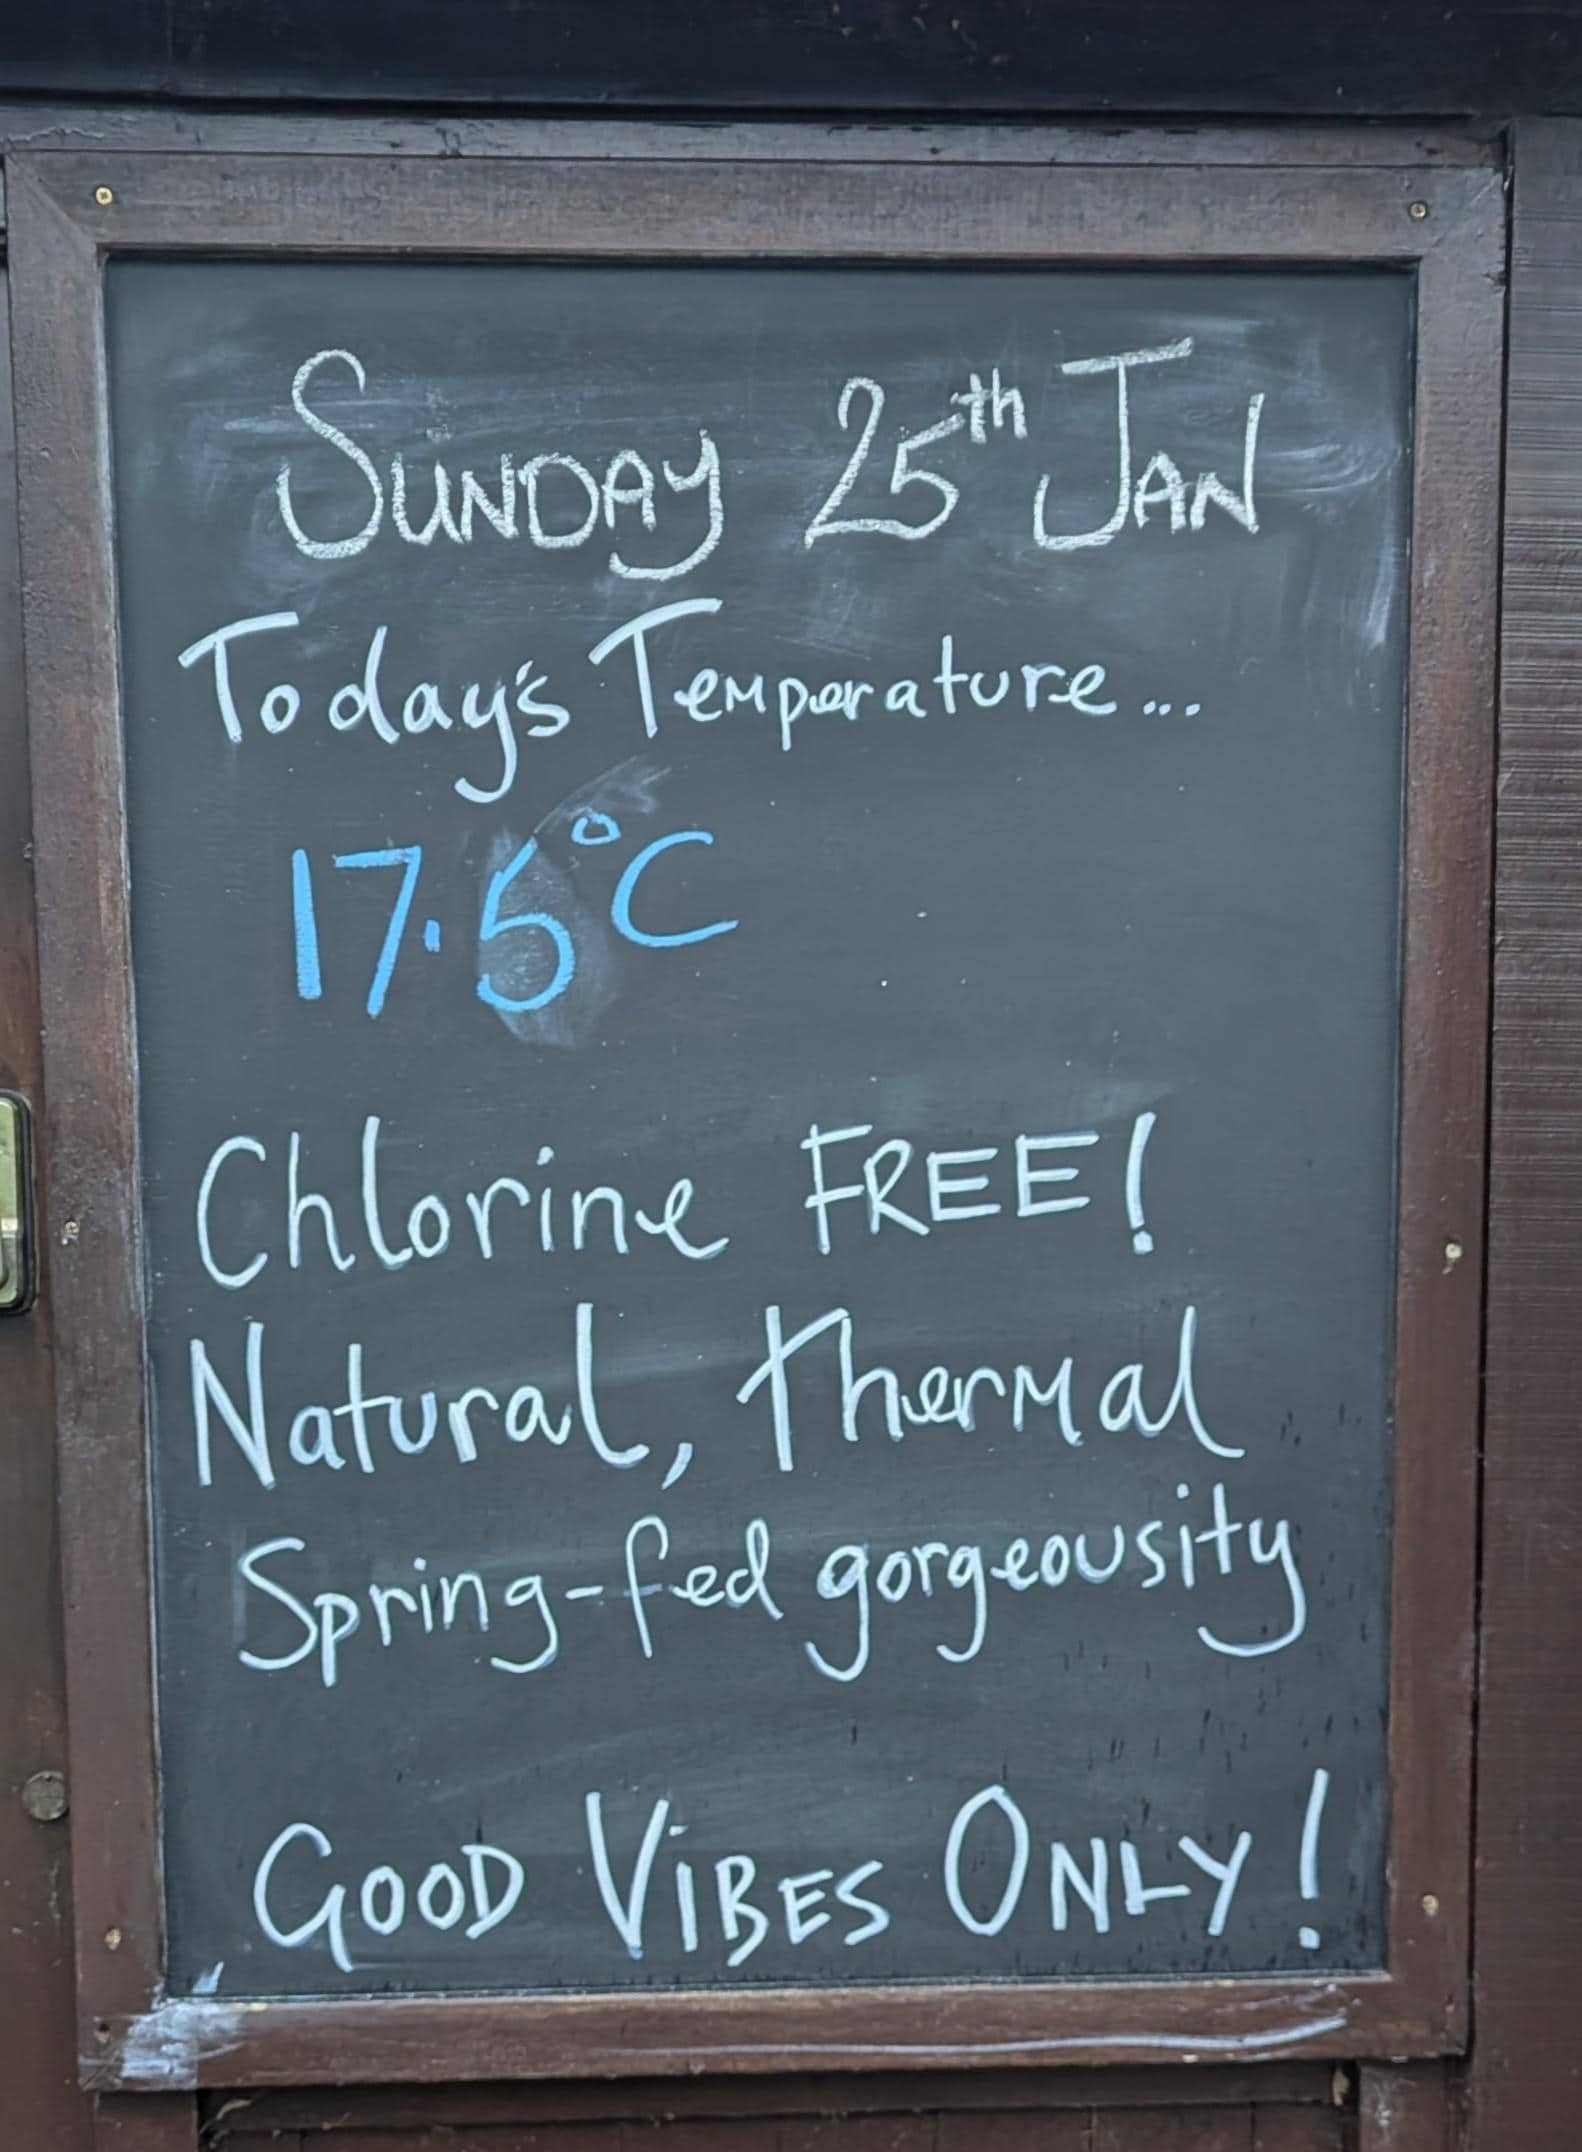 SUNDAY 25th JAN
Today's Temperature...
17.5°C
Chlorine FREE!
Natural, thermal
Spring-fed gorgeousity
GOOD VIBES ONLY!